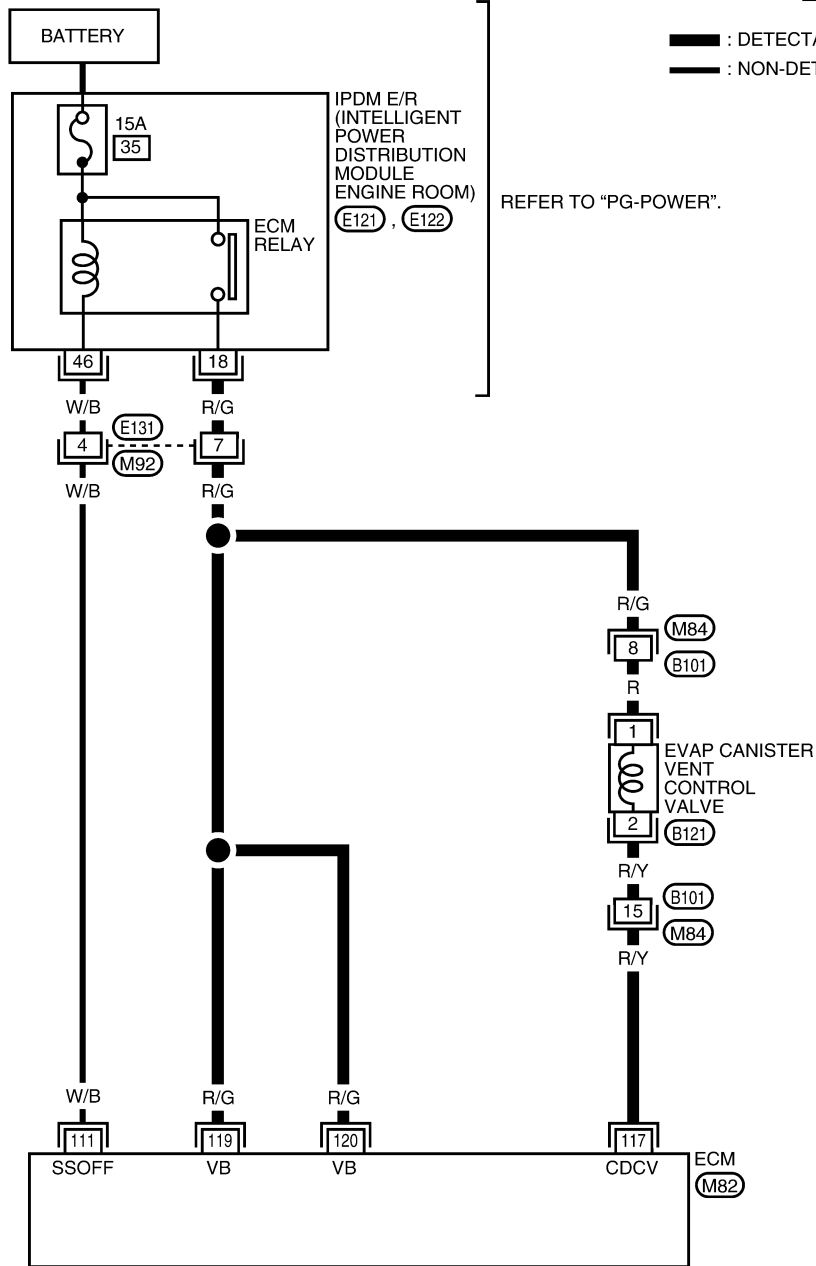 BATTERY
: DETECTA
: NON-DET
15A
35
IPDM E/R
(INTELLIGENT
POWER
DISTRIBUTION
MODULE
ENGINE ROOM)
E121 , E122
REFER TO “PG-POWER”.
ECM
RELAY
46
18
W/B
R/G
4
E131
M92
7
W/B
R/G
R/G
8
M84
B101
R
1
EVAP CANISTER
VENT
CONTROL
VALVE
2
B121
R/Y
15
B101
M84
R/Y
W/B
R/G
R/G
111
119
120
117
SSOFF
VB
VB
CDCV
ECM
M82